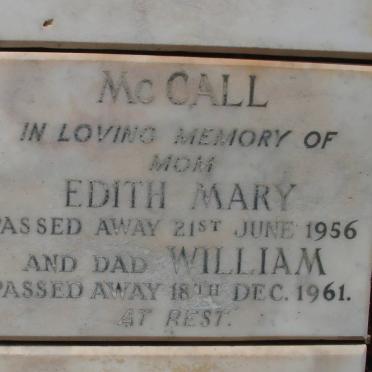 McCALL
IN LOVING MEMORY OF
MOM
EDITH MARY
PASSED AWAY 21ST JUNE 1956
AND DAD WILLIAM
PASSED AWAY 18TH DEC. 1961.
AT REST.